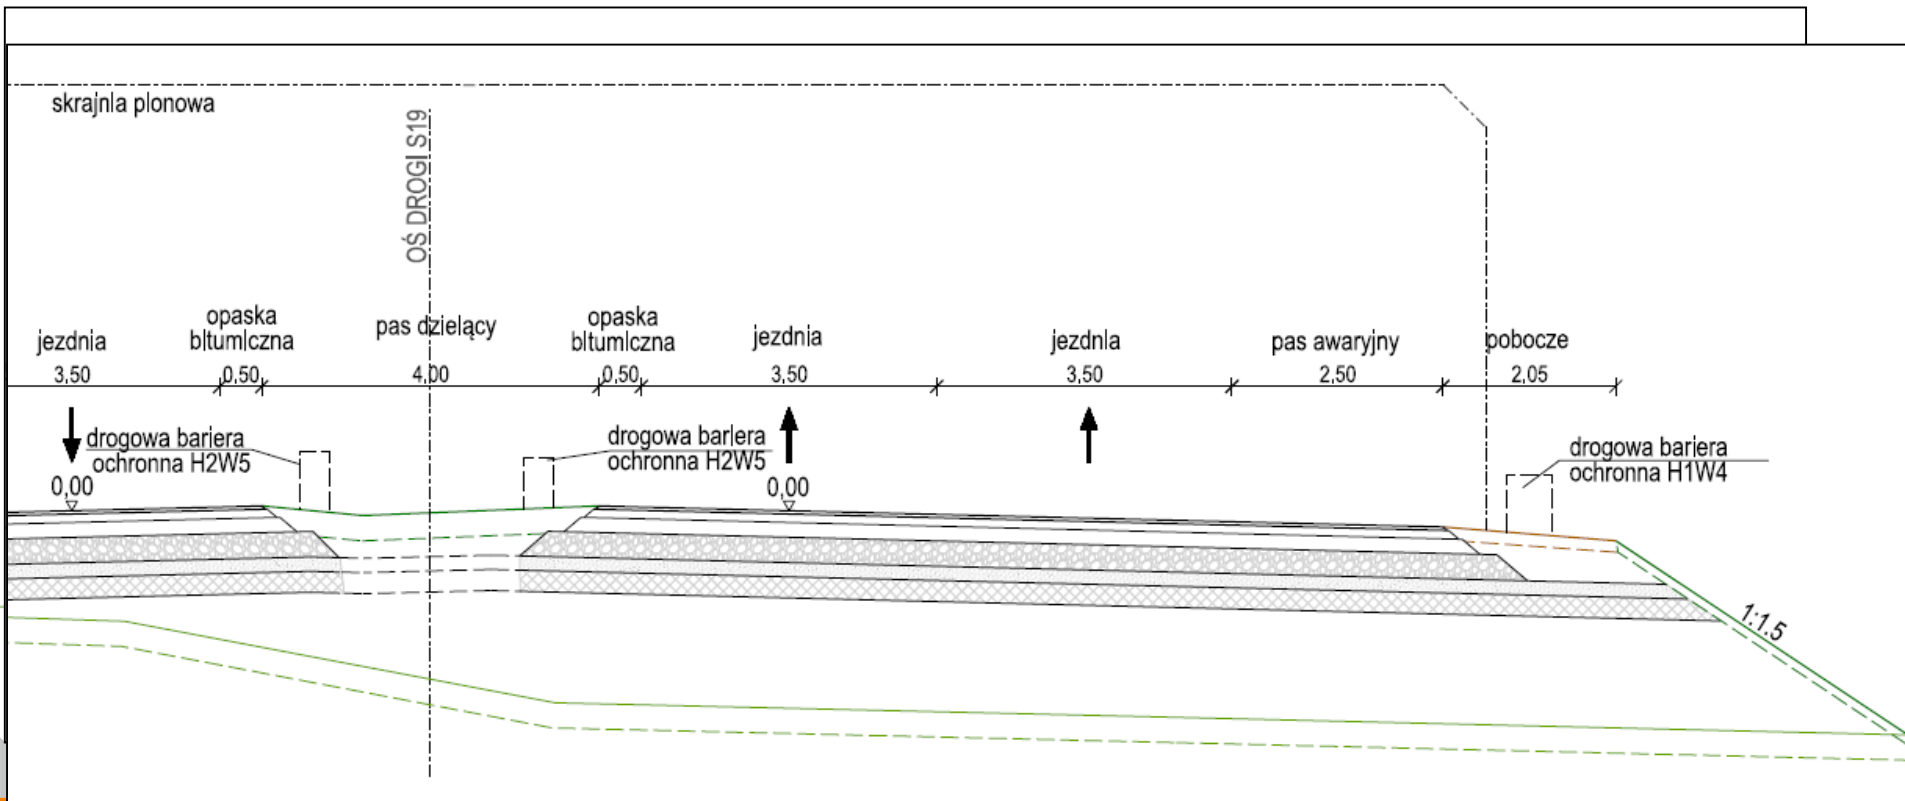 skrajnia pionowa
OŚ DROGI S19
jezdnia
opaska
bitumiczna
pas dzielący
opaska
bitumiczna
jezdnia
jezdnia
pas awaryjny
pobocze
3,50
0,50
4,00
0,50
3,50
3,50
2,50
2,05
drogowa bariera
ochronna H2W5
drogowa bariera
ochronna H2W5
drogowa bariera
ochronna H1W4
0,00
0,00
1:1.5